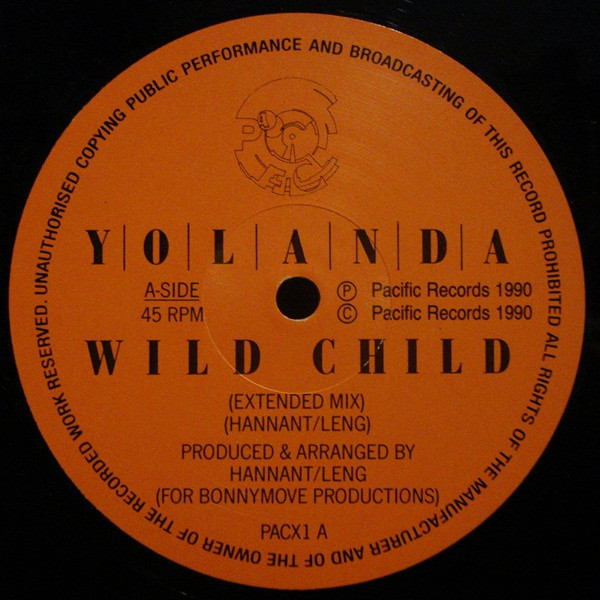 UNAUTHORISED COPYING PUBLIC PERFORMANCE AND BROADCASTING OF THIS RECORD PROHIBITED ALL RIGHTS OF THE MANUFACTURER AND OF THE OWNER OF THE RECORDED WORK RESERVED.
PACIFIC
Y|O|L|A|N|D|A
A-SIDE
45 RPM
Ⓟ Pacific Records 1990
© Pacific Records 1990
WILD CHILD
(EXTENDED MIX)
(HANNANT/LENG)
PRODUCED & ARRANGED BY
HANNANT/LENG
(FOR BONNYMOVE PRODUCTIONS)
PACX1 A